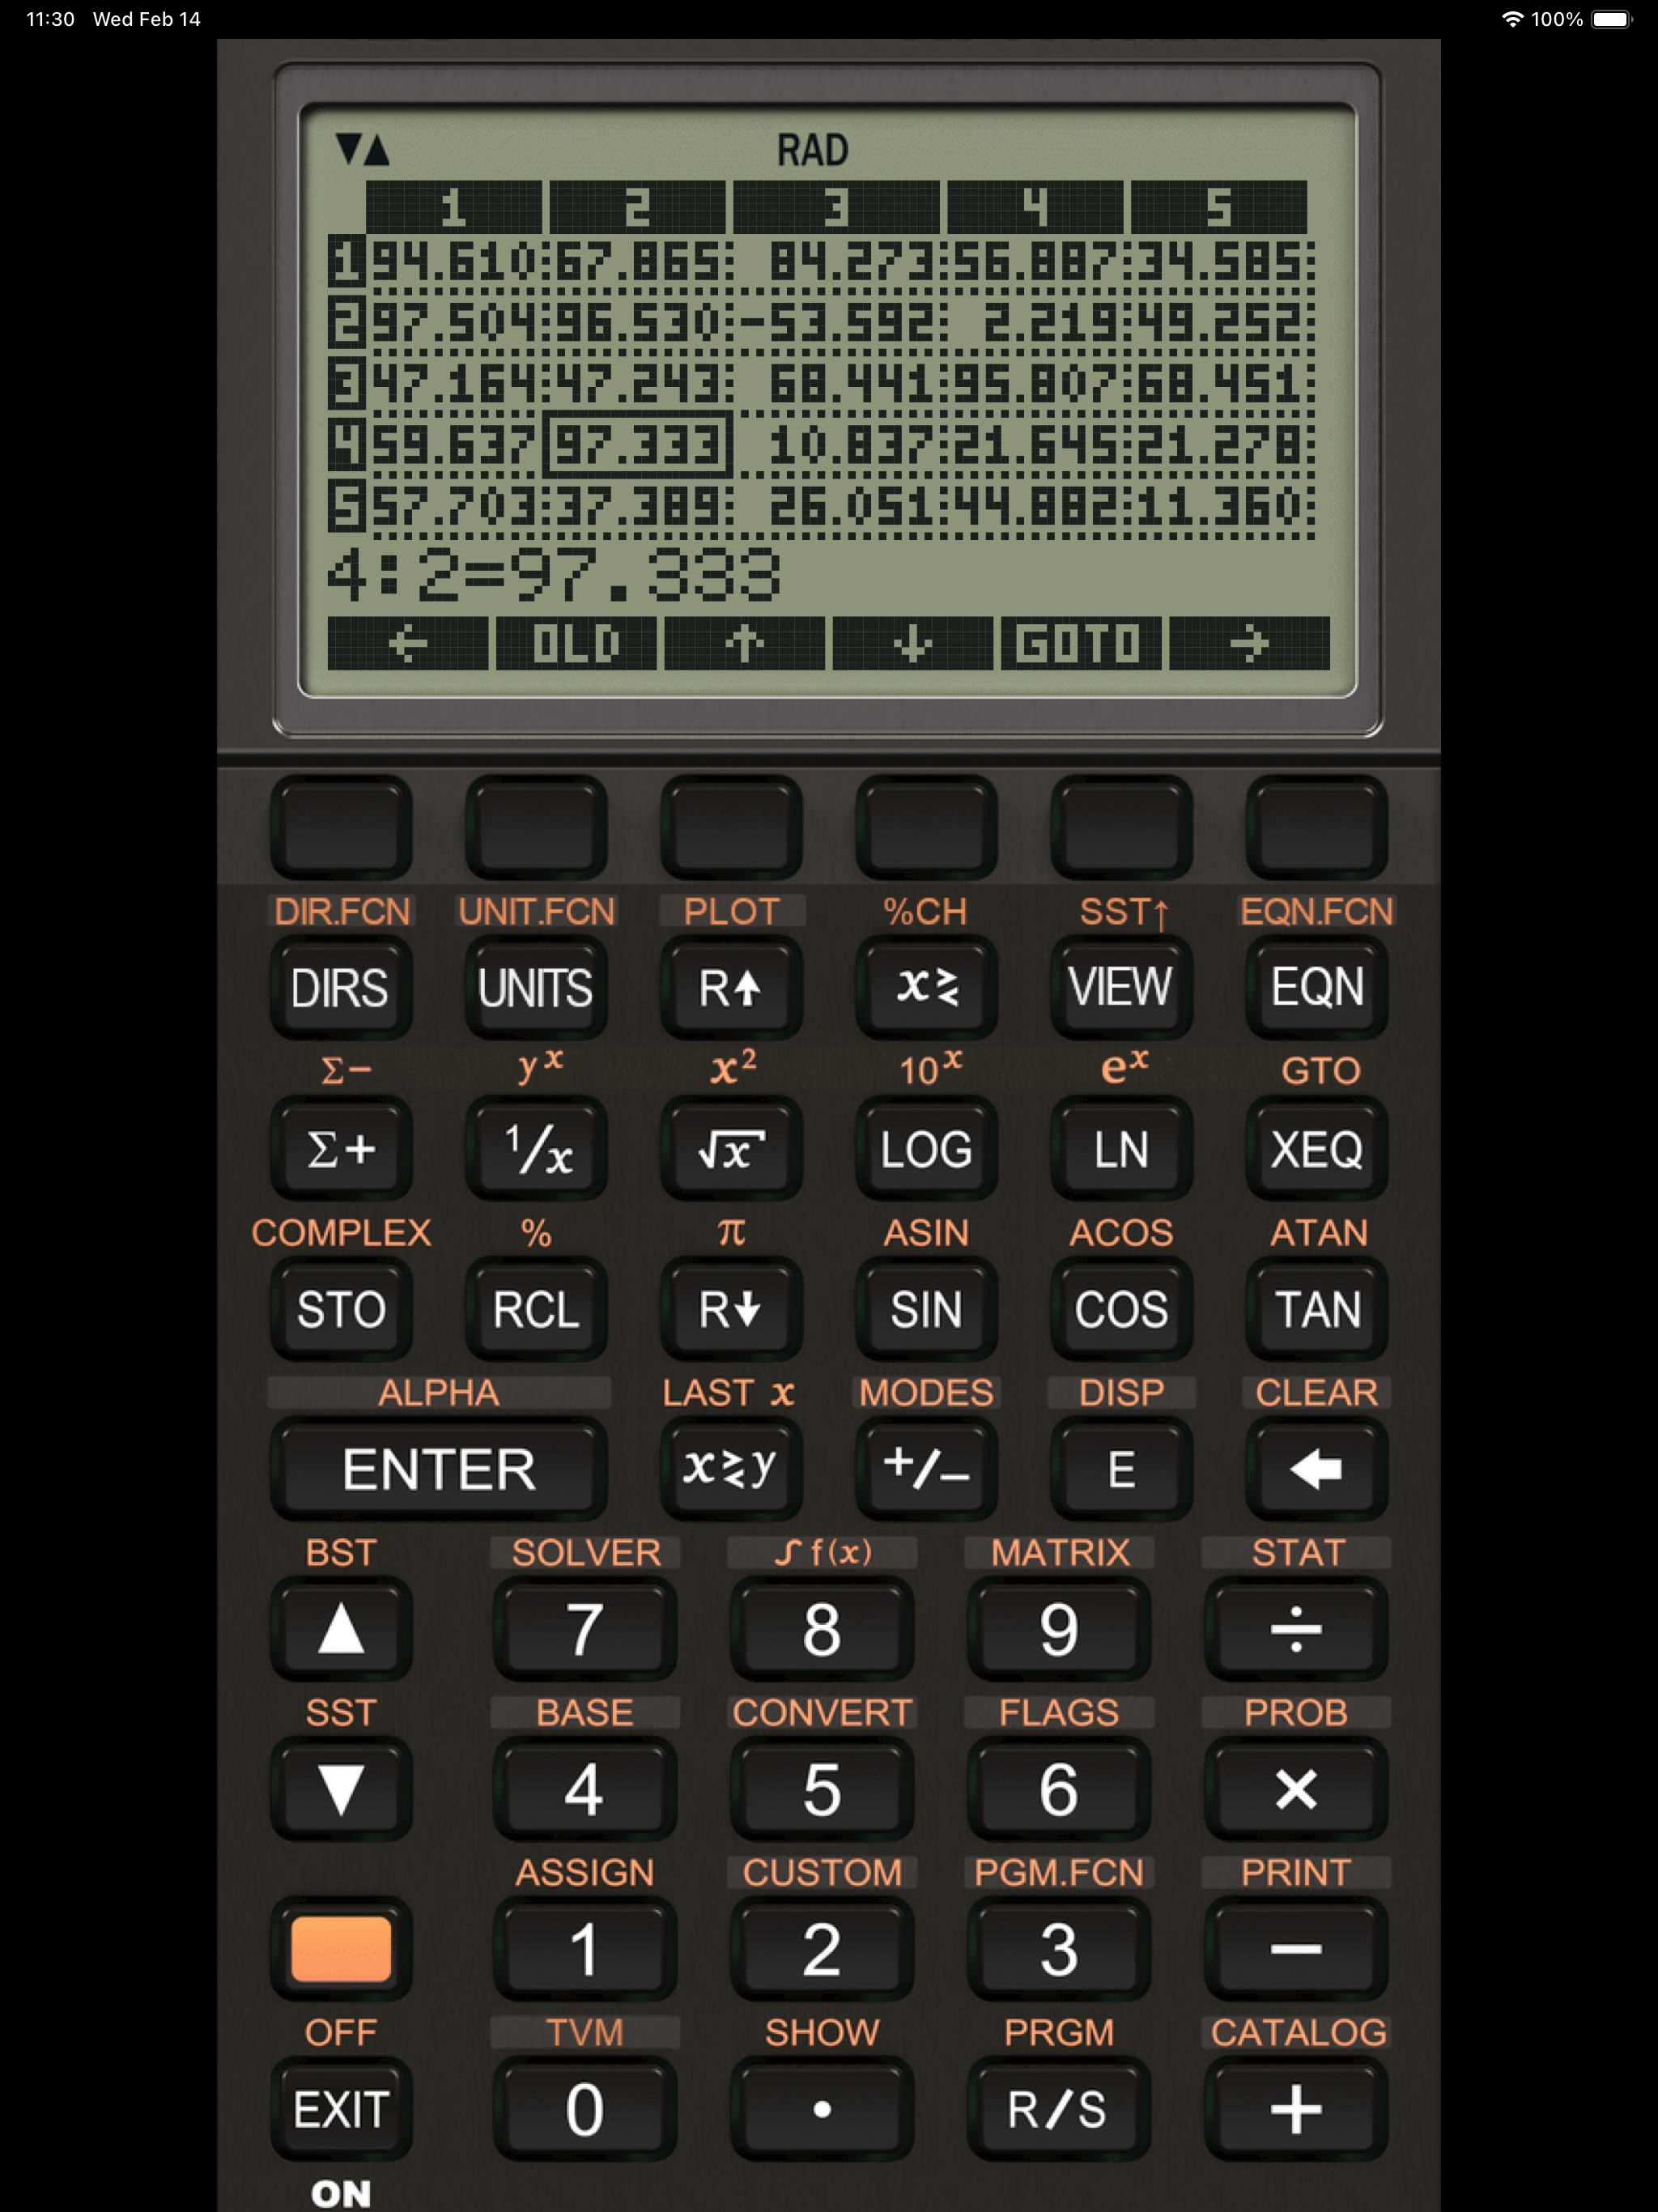 11:30 Wed Feb 14 100%
▼▲ RAD
1 2 3 4 5
1 94.610 67.865 84.273 56.887 34.585
2 97.504 96.530 -53.592 2.219 49.252
3 47.164 47.243 68.441 95.807 68.451
4 59.637 97.333 10.837 21.645 21.278
5 57.703 37.389 26.051 44.882 11.360
4:2=97.333
← OLD ↑ ↓ GOTO →
DIR.FCN UNIT.FCN PLOT %CH SST↑ EQN.FCN
DIRS UNITS R↑ x≷ VIEW EQN
Σ− yˣ x² 10ˣ eˣ GTO
Σ+ 1/x √x LOG LN XEQ
COMPLEX % π ASIN ACOS ATAN
STO RCL R↓ SIN COS TAN
ALPHA LAST x MODES DISP CLEAR
ENTER x≷y +/− E ←
BST SOLVER ∫f(x) MATRIX STAT
▲ 7 8 9 ÷
SST BASE CONVERT FLAGS PROB
▼ 4 5 6 ×
ASSIGN CUSTOM PGM.FCN PRINT
1 2 3 −
OFF TVM SHOW PRGM CATALOG
EXIT 0 . R/S +
ON